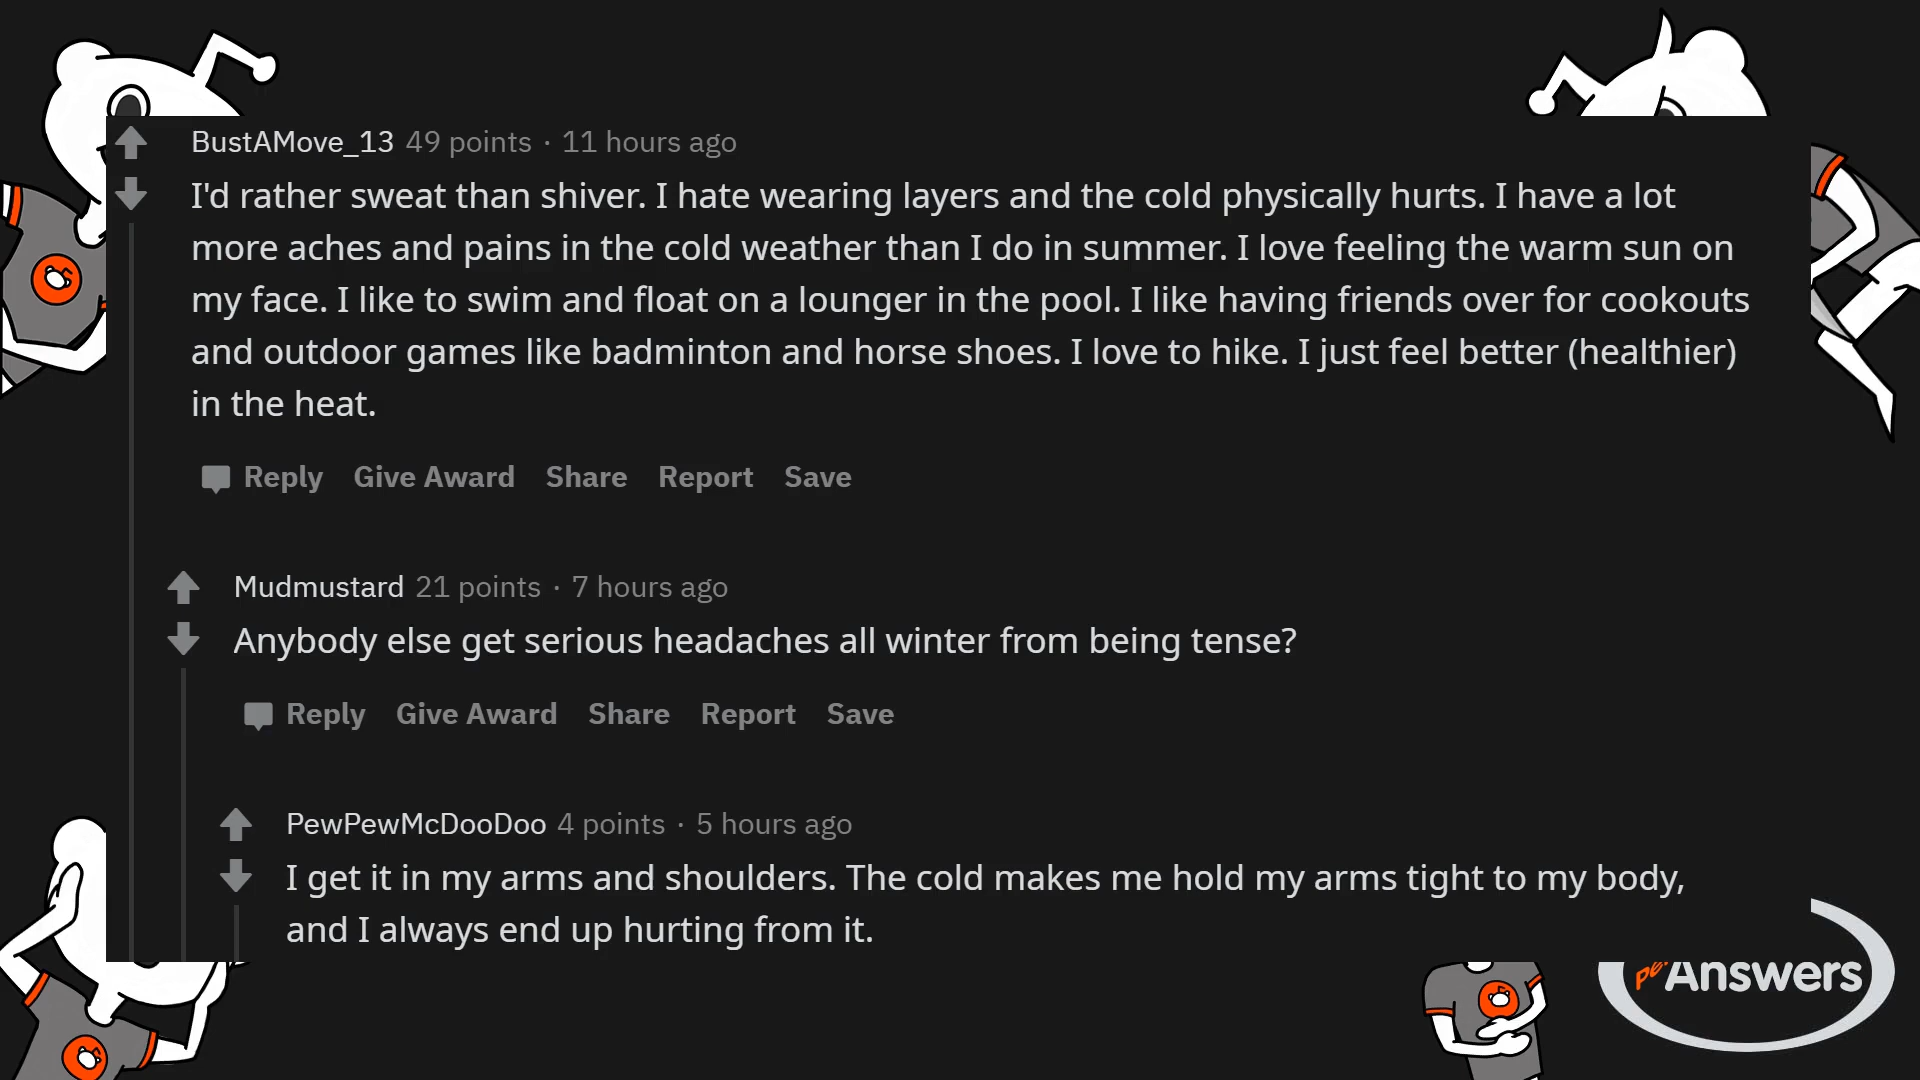 BustAMove_13 49 points · 11 hours ago
I'd rather sweat than shiver. I hate wearing layers and the cold physically hurts. I have a lot
more aches and pains in the cold weather than I do in summer. I love feeling the warm sun on
my face. I like to swim and float on a lounger in the pool. I like having friends over for cookouts
and outdoor games like badminton and horse shoes. I love to hike. I just feel better (healthier)
in the heat.
Reply Give Award Share Report Save
Mudmustard 21 points · 7 hours ago
Anybody else get serious headaches all winter from being tense?
Reply Give Award Share Report Save
PewPewMcDooDoo 4 points · 5 hours ago
I get it in my arms and shoulders. The cold makes me hold my arms tight to my body,
and I always end up hurting from it.
Answers